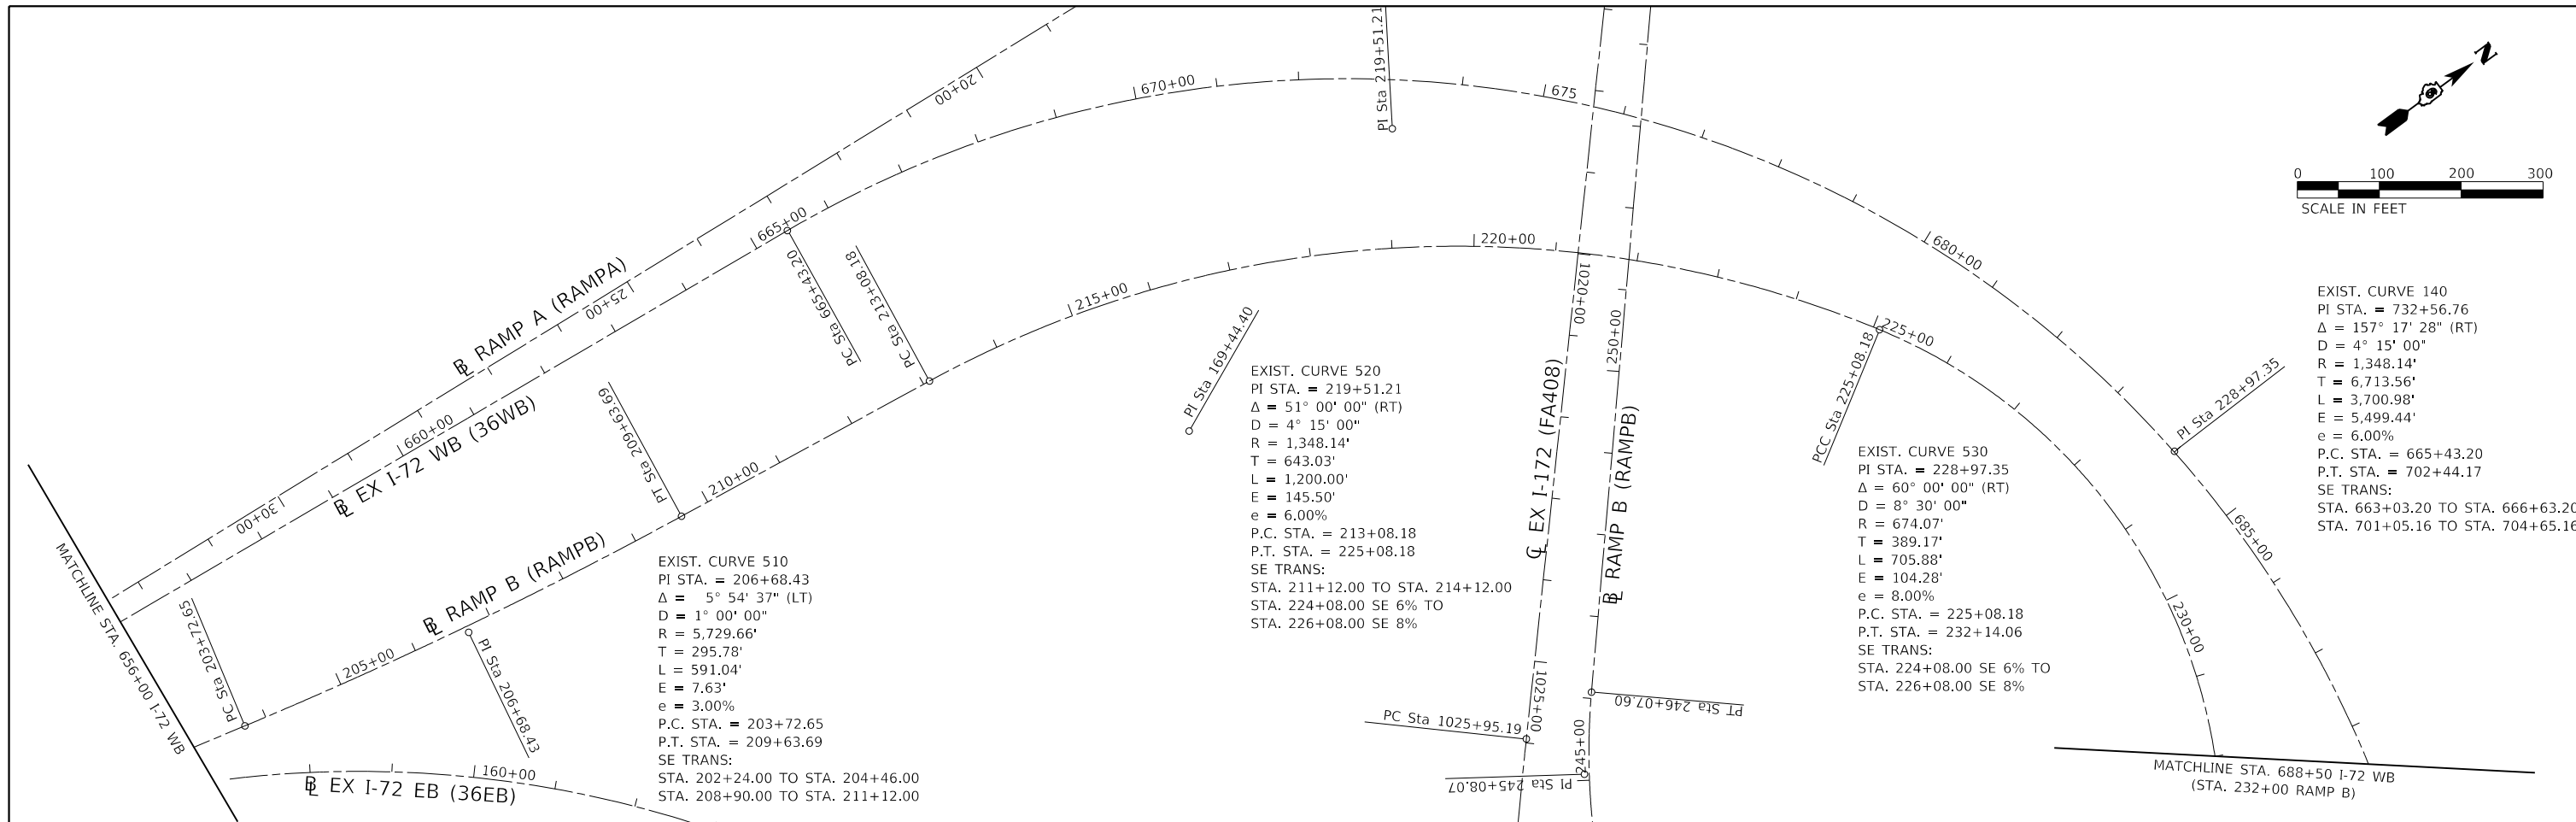 PI Sta 219+51.21
20+00
670+00
675
N
0 100 200 300
SCALE IN FEET
665+00
220+00
680+00
PC Sta 665+43.20
PC Sta 213+08.18
25+00
215+00
1020+00
250+00
225+00
BL RAMP A (RAMPA)
EXIST. CURVE 140
PI STA. = 732+56.76
Δ = 157° 17' 28" (RT)
D = 4° 15' 00"
R = 1,348.14'
T = 6,713.56'
L = 3,700.98'
E = 5,499.44'
e = 6.00%
P.C. STA. = 665+43.20
P.T. STA. = 702+44.17
SE TRANS:
STA. 663+03.20 TO STA. 666+63.20
STA. 701+05.16 TO STA. 704+65.16
PI Sta 169+44.40
EXIST. CURVE 520
PI STA. = 219+51.21
Δ = 51° 00' 00" (RT)
D = 4° 15' 00"
R = 1,348.14'
T = 643.03'
L = 1,200.00'
E = 145.50'
e = 6.00%
P.C. STA. = 213+08.18
P.T. STA. = 225+08.18
SE TRANS:
STA. 211+12.00 TO STA. 214+12.00
STA. 224+08.00 SE 6% TO
STA. 226+08.00 SE 8%
PCC Sta 225+08.18
PI Sta 228+97.35
CL EX I-172 (FA408)
BL RAMP B (RAMPB)
EXIST. CURVE 530
PI STA. = 228+97.35
Δ = 60° 00' 00" (RT)
D = 8° 30' 00"
R = 674.07'
T = 389.17'
L = 705.88'
E = 104.28'
e = 8.00%
P.C. STA. = 225+08.18
P.T. STA. = 232+14.06
SE TRANS:
STA. 224+08.00 SE 6% TO
STA. 226+08.00 SE 8%
660+00
BL EX I-72 WB (36WB)
PT Sta 209+63.69
210+00
30+00
685+00
MATCHLINE STA. 656+00 I-72 WB
PC Sta 203+72.65
BL RAMP B (RAMPB)
205+00
PI Sta 206+68.43
EXIST. CURVE 510
PI STA. = 206+68.43
Δ = 5° 54' 37" (LT)
D = 1° 00' 00"
R = 5,729.66'
T = 295.78'
L = 591.04'
E = 7.63'
e = 3.00%
P.C. STA. = 203+72.65
P.T. STA. = 209+63.69
SE TRANS:
STA. 202+24.00 TO STA. 204+46.00
STA. 208+90.00 TO STA. 211+12.00
230+00
1025+00
PC Sta 1025+95.19
PT Sta 246+07.60
245+00
PI Sta 245+08.07
160+00
BL EX I-72 EB (36EB)
MATCHLINE STA. 688+50 I-72 WB
(STA. 232+00 RAMP B)